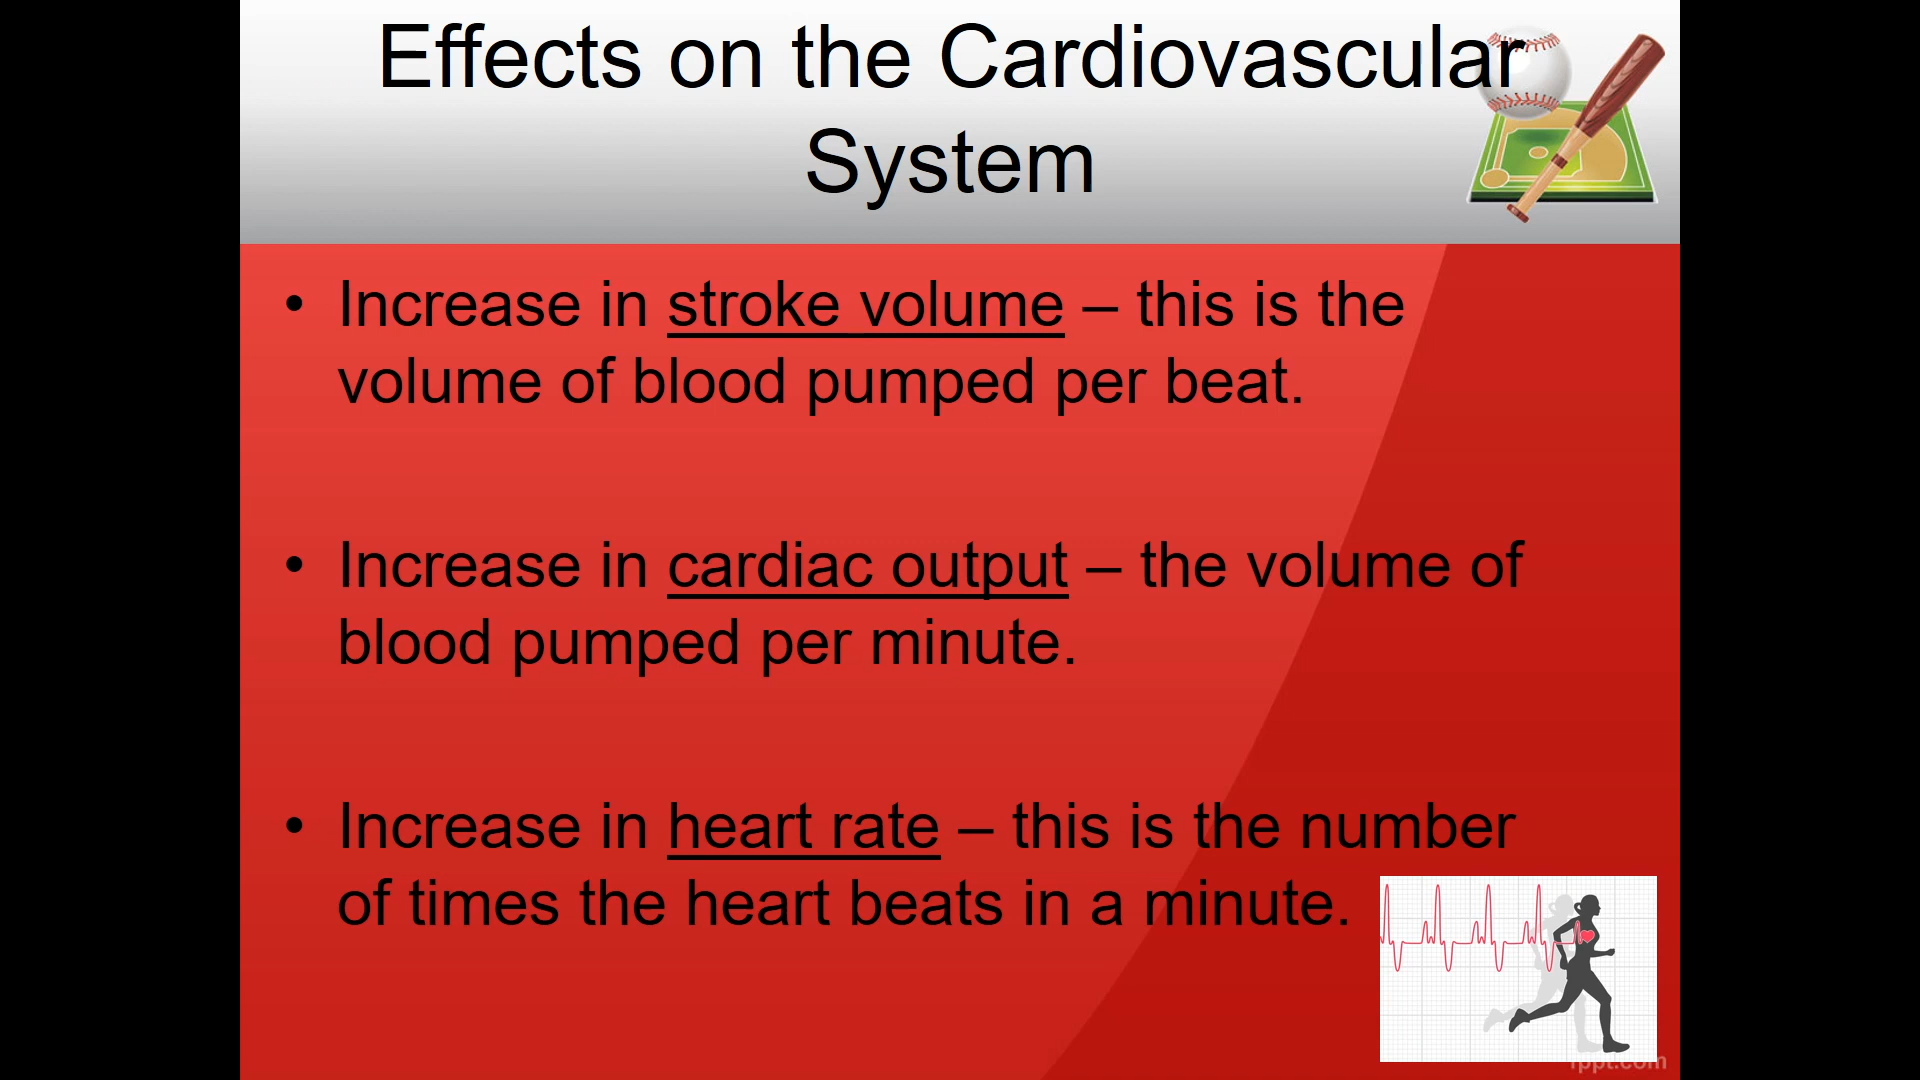 Effects on the Cardiovascular
System
• Increase in stroke volume – this is the
volume of blood pumped per beat.
• Increase in cardiac output – the volume of
blood pumped per minute.
• Increase in heart rate – this is the number
of times the heart beats in a minute.
fppt.com